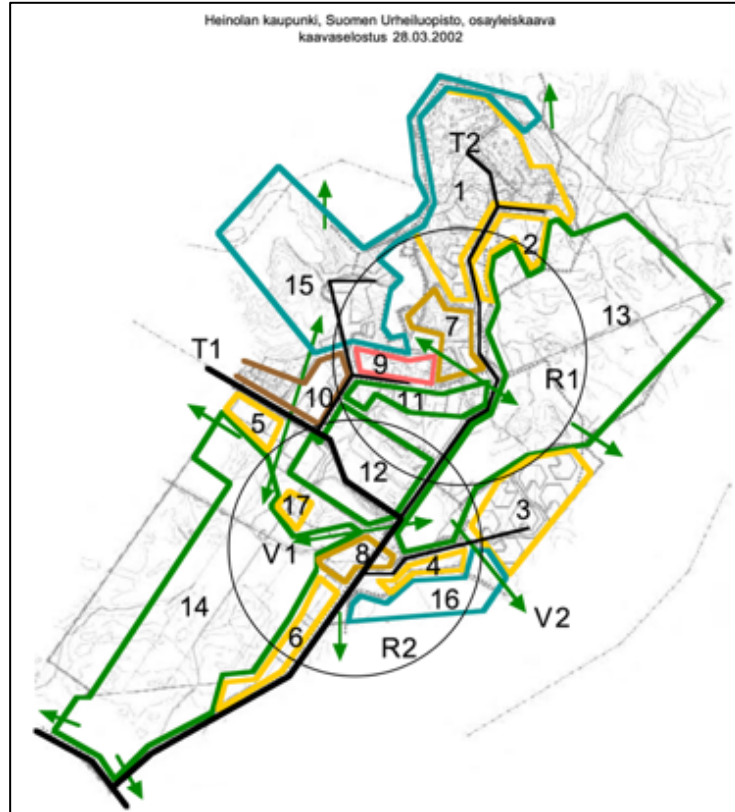 Heinolan kaupunki, Suomen Urheiluopisto, osayleiskaava
kaavaselostus 28.03.2002
T2
1
2
15
13
7
T1
9
R1
10
11
5
12
3
17
V1
8
4
14
16
V2
6
R2